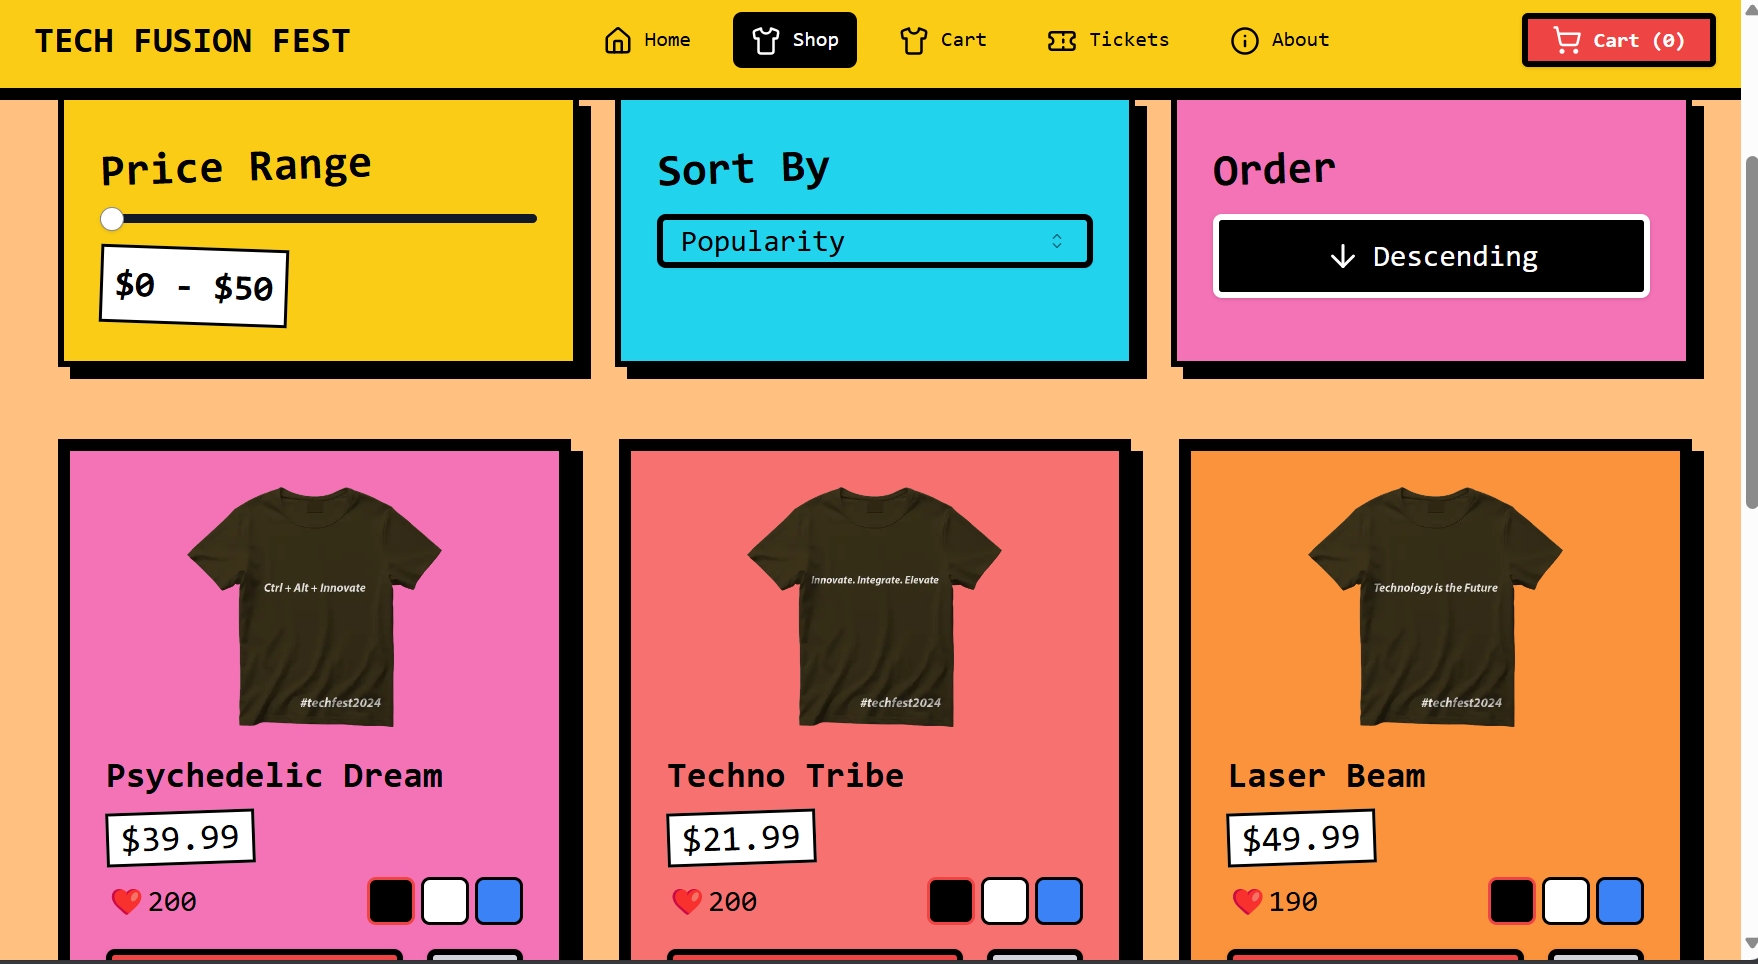 TECH FUSION FEST
Home
Shop
Cart
Tickets
About
Cart (0)
Price Range
$0 - $50
Sort By
Popularity
Order
Descending
Ctrl + Alt + Innovate
#techfest2024
Psychedelic Dream
$39.99
200
Innovate. Integrate. Elevate
#techfest2024
Techno Tribe
$21.99
200
Technology is the Future
#techfest2024
Laser Beam
$49.99
190